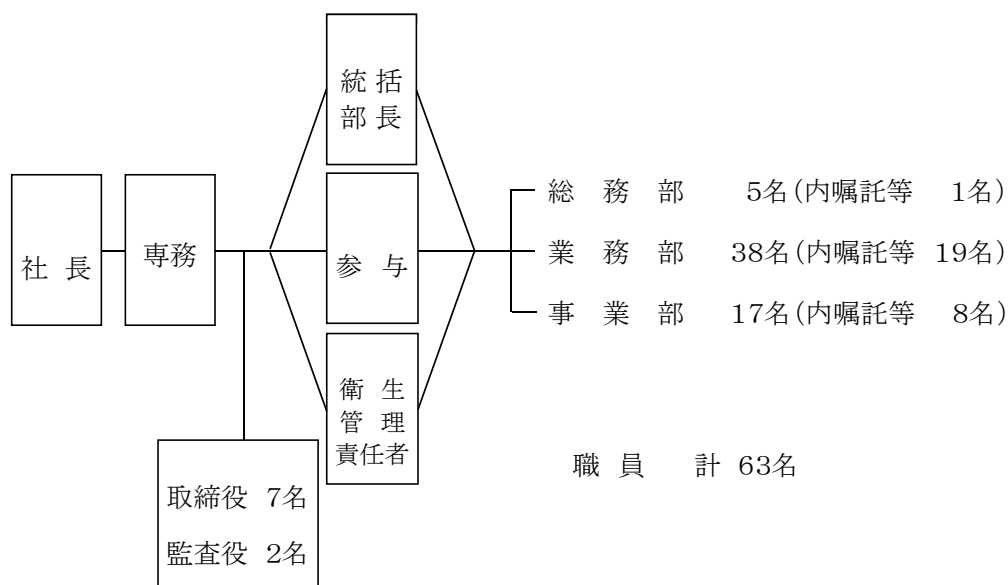 社 長
専務
統 括
部 長
参 与
衛 生
管 理
責任者
取締役 7名
監査役 2名
総 務 部 5名(内嘱託等 1名)
業 務 部 38名(内嘱託等 19名)
事 業 部 17名(内嘱託等 8名)
職 員 計 63名